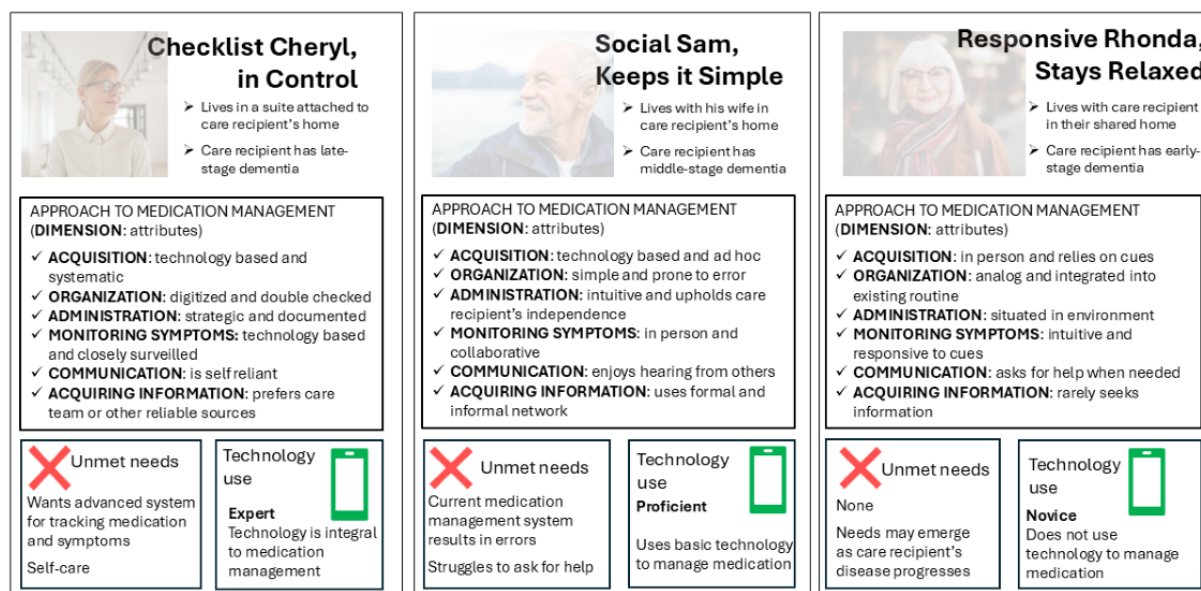 Checklist Cheryl,
in Control
➢ Lives in a suite attached to
care recipient's home
➢ Care recipient has late-
stage dementia
APPROACH TO MEDICATION MANAGEMENT
(DIMENSION: attributes)
✓ ACQUISITION: technology based and
systematic
✓ ORGANIZATION: digitized and double checked
✓ ADMINISTRATION: strategic and documented
✓ MONITORING SYMPTOMS: technology based
and closely surveilled
✓ COMMUNICATION: is self reliant
✓ ACQUIRING INFORMATION: prefers care
team or other reliable sources
Unmet needs
Wants advanced system
for tracking medication
and symptoms
Self-care
Technology
use
Expert
Technology is integral
to medication
management
Social Sam,
Keeps it Simple
➢ Lives with his wife in
care recipient's home
➢ Care recipient has
middle-stage dementia
APPROACH TO MEDICATION MANAGEMENT
(DIMENSION: attributes)
✓ ACQUISITION: technology based and ad hoc
✓ ORGANIZATION: simple and prone to error
✓ ADMINISTRATION: intuitive and upholds care
recipient's independence
✓ MONITORING SYMPTOMS: in person and
collaborative
✓ COMMUNICATION: enjoys hearing from others
✓ ACQUIRING INFORMATION: uses formal and
informal network
Unmet needs
Current medication
management system
results in errors
Struggles to ask for help
Technology
use
Proficient
Uses basic technology
to manage medication
Responsive Rhonda,
Stays Relaxed
➢ Lives with care recipient
in their shared home
➢ Care recipient has early-
stage dementia
APPROACH TO MEDICATION MANAGEMENT
(DIMENSION: attributes)
✓ ACQUISITION: in person and relies on cues
✓ ORGANIZATION: analog and integrated into
existing routine
✓ ADMINISTRATION: situated in environment
✓ MONITORING SYMPTOMS: intuitive and
responsive to cues
✓ COMMUNICATION: asks for help when needed
✓ ACQUIRING INFORMATION: rarely seeks
information
Unmet needs
None
Needs may emerge
as care recipient's
disease progresses
Technology
use
Novice
Does not use
technology to manage
medication